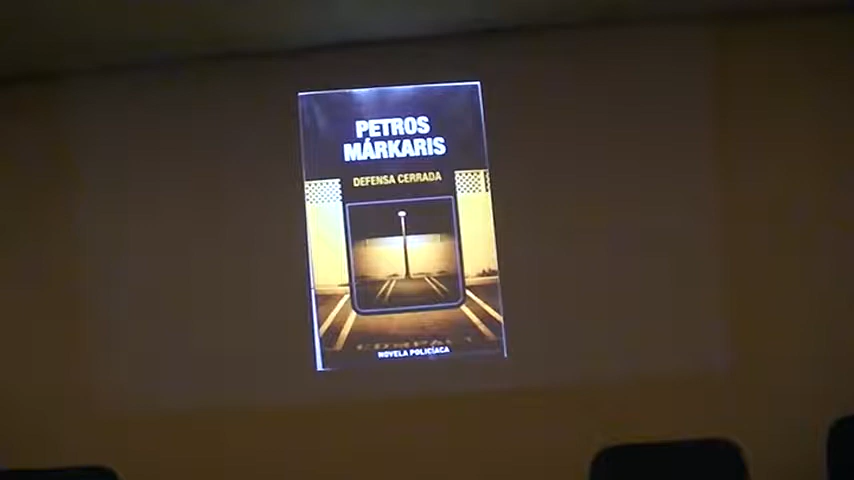 PETROS
MÁRKARIS
DEFENSA CERRADA
NOVELA POLICÍACA